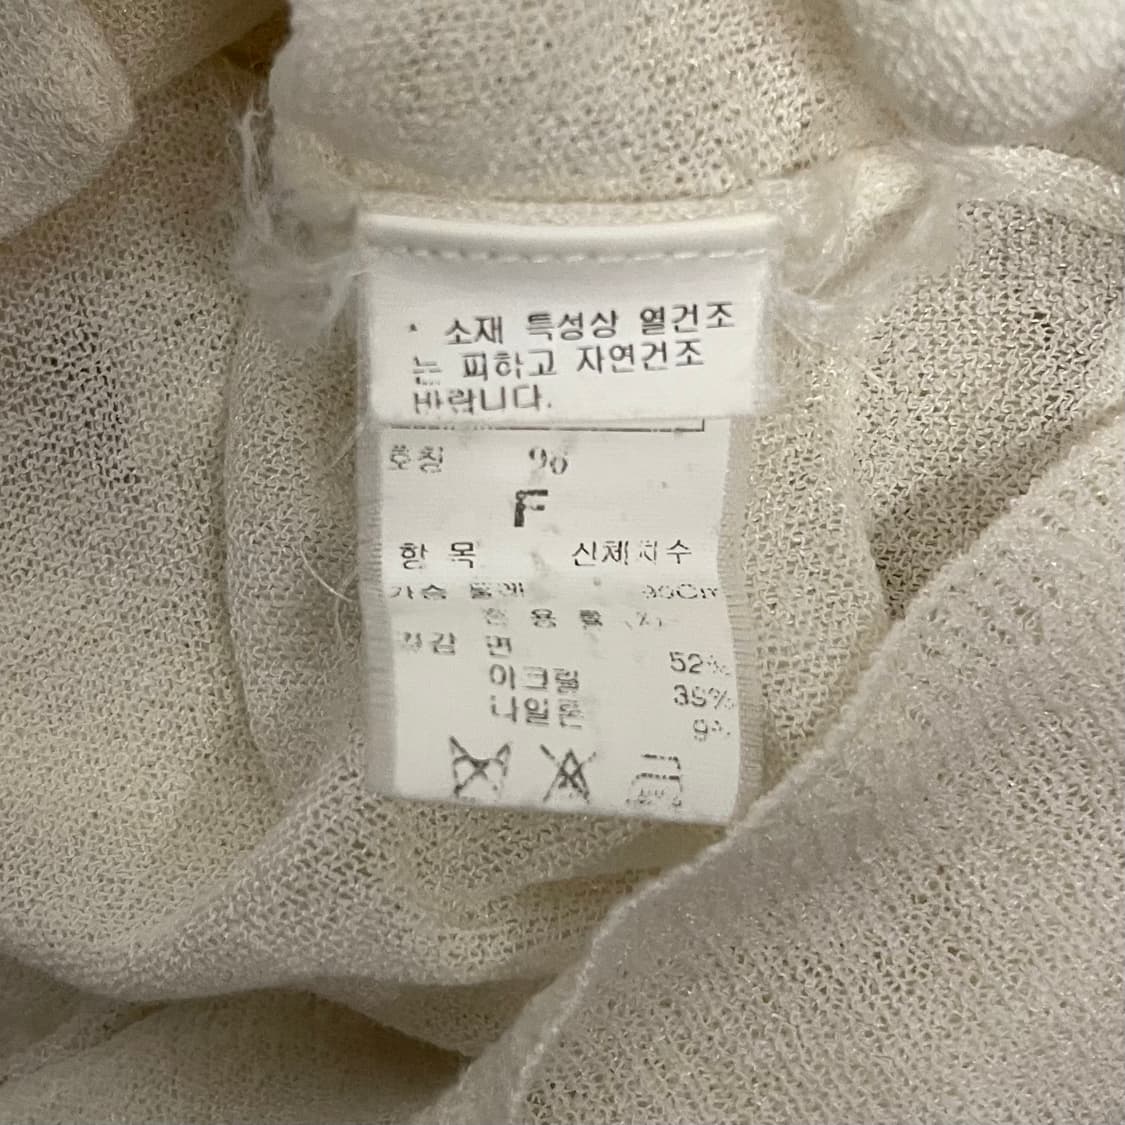 * 소재 특성상 열건조
는 피하고 자연건조
바랍니다.
호칭 90
F
항 목 신체치수
가슴 둘레 90Cm
혼 용 률 (%)
겉감 면 52%
아크릴
나일론 9%